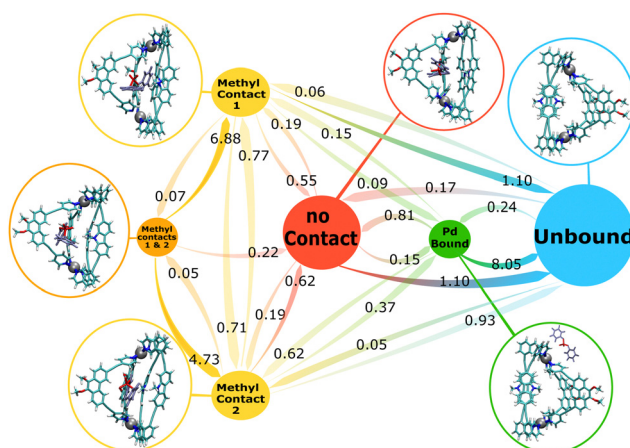 Methyl
Contact
1
0.06
0.19
0.15
6.88
0.77
0.55
0.09
0.17
1.10
0.07
no
Contact
0.81
0.24
Methyl
contacts
1 & 2
0.22
Pd
Bound
Unbound
0.05
0.62
0.15
8.05
1.10
0.37
0.71
0.19
0.93
4.73
0.62
0.05
Methyl
Contact
2